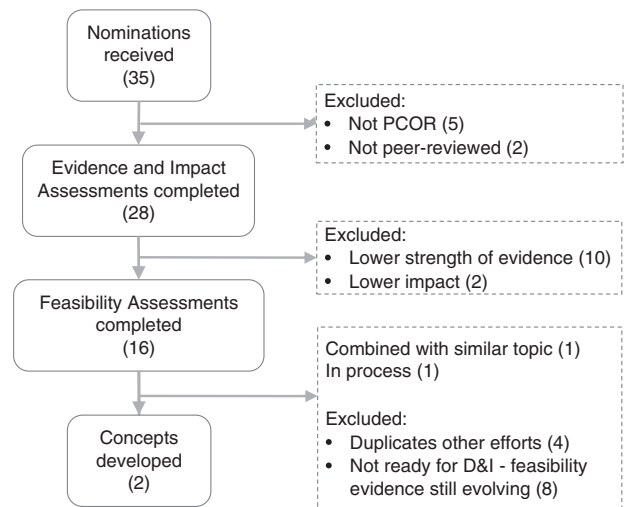 Nominations
received
(35)
Excluded:
• Not PCOR (5)
• Not peer-reviewed (2)
Evidence and Impact
Assessments completed
(28)
Excluded:
• Lower strength of evidence (10)
• Lower impact (2)
Feasibility Assessments
completed
(16)
Combined with similar topic (1)
In process (1)
Excluded:
• Duplicates other efforts (4)
• Not ready for D&I - feasibility
evidence still evolving (8)
Concepts
developed
(2)